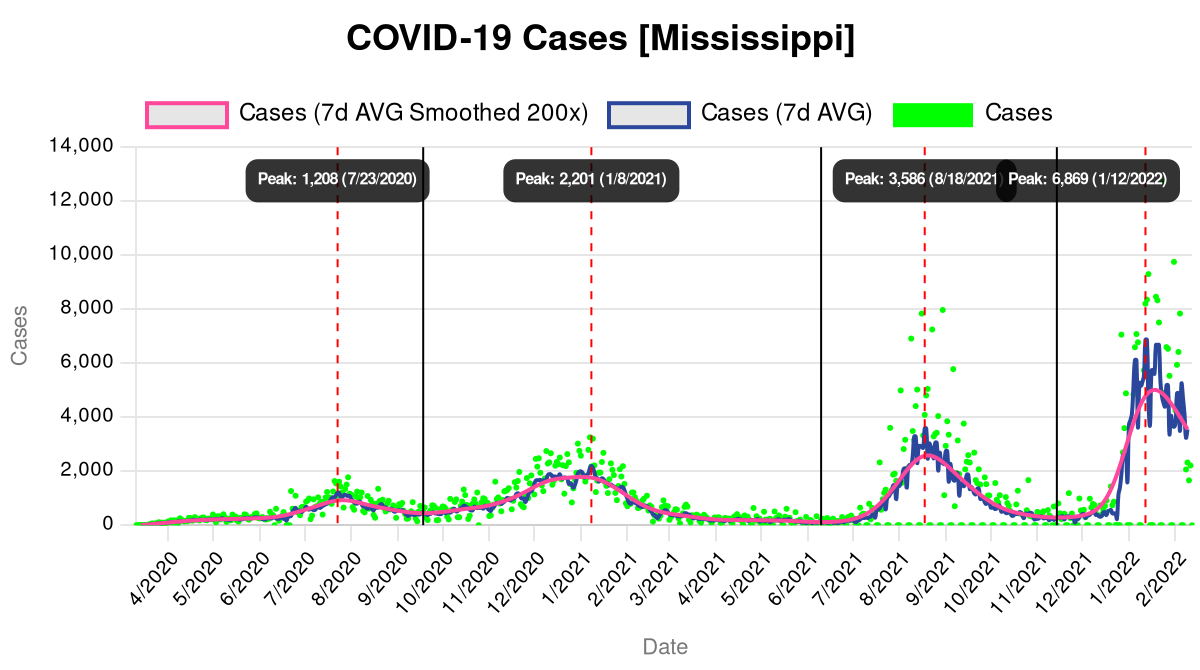 COVID-19 Cases [Mississippi]
Cases (7d AVG Smoothed 200x) Cases (7d AVG) Cases
14,000
Peak: 1,208 (7/23/2020) Peak: 2,201 (1/8/2021) Peak: 3,586 (8/18/2021) Peak: 6,869 (1/12/2022)
12,000
10,000
8,000
6,000
4,000
2,000
0
Cases
4/2020 5/2020 6/2020 7/2020 8/2020 9/2020 10/2020 11/2020 12/2020 1/2021 2/2021 3/2021 4/2021 5/2021 6/2021 7/2021 8/2021 9/2021 10/2021 11/2021 12/2021 1/2022 2/2022
Date